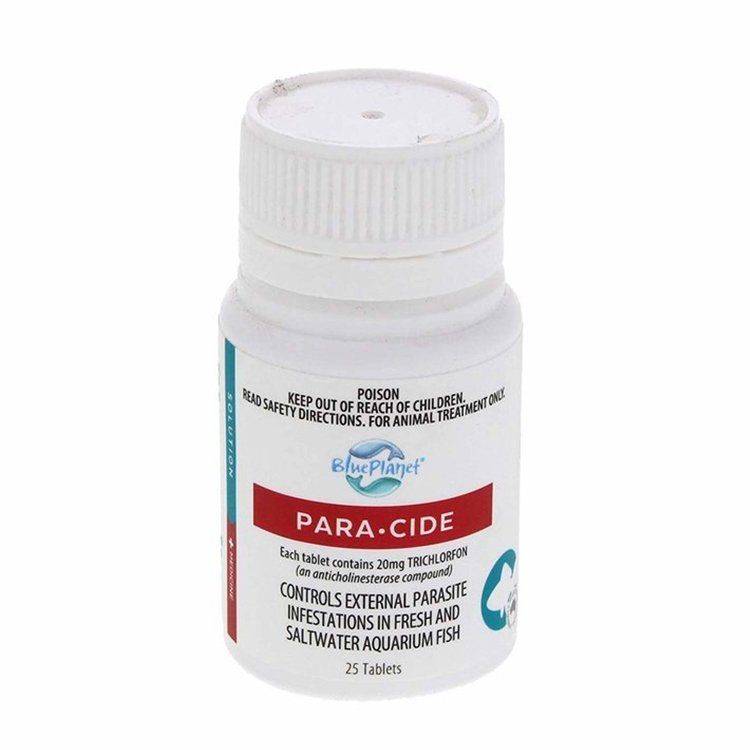 POISON
KEEP OUT OF REACH OF CHILDREN.
READ SAFETY DIRECTIONS. FOR ANIMAL TREATMENT ONLY.
BluePlanet®
PARA•CIDE
Each tablet contains 20mg TRICHLORFON
(an anticholinesterase compound)
CONTROLS EXTERNAL PARASITE
INFESTATIONS IN FRESH AND
SALTWATER AQUARIUM FISH
25 Tablets
SOLUTION
+ MEDICINE